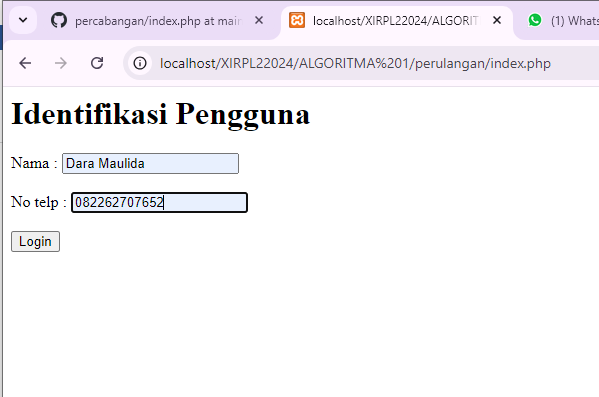 percabangan/index.php at main
localhost/XIRPL22024/ALGORIT
(1) Whats
localhost/XIRPL22024/ALGORITMA%201/perulangan/index.php
Identifikasi Pengguna
Nama : Dara Maulida
No telp : 082262707652
Login